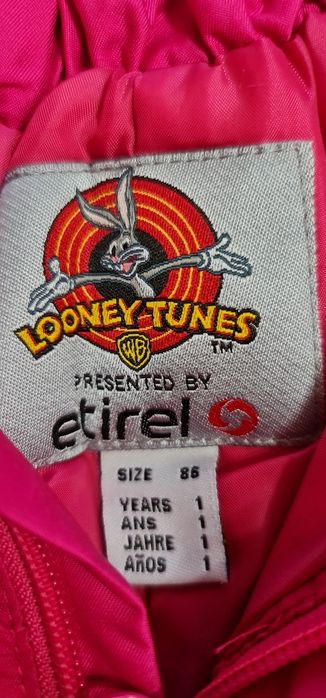 LOONEY TUNES
WB
TM
PRESENTED BY
etirel
SIZE 86
YEARS 1
ANS 1
JAHRE 1
AÑOS 1